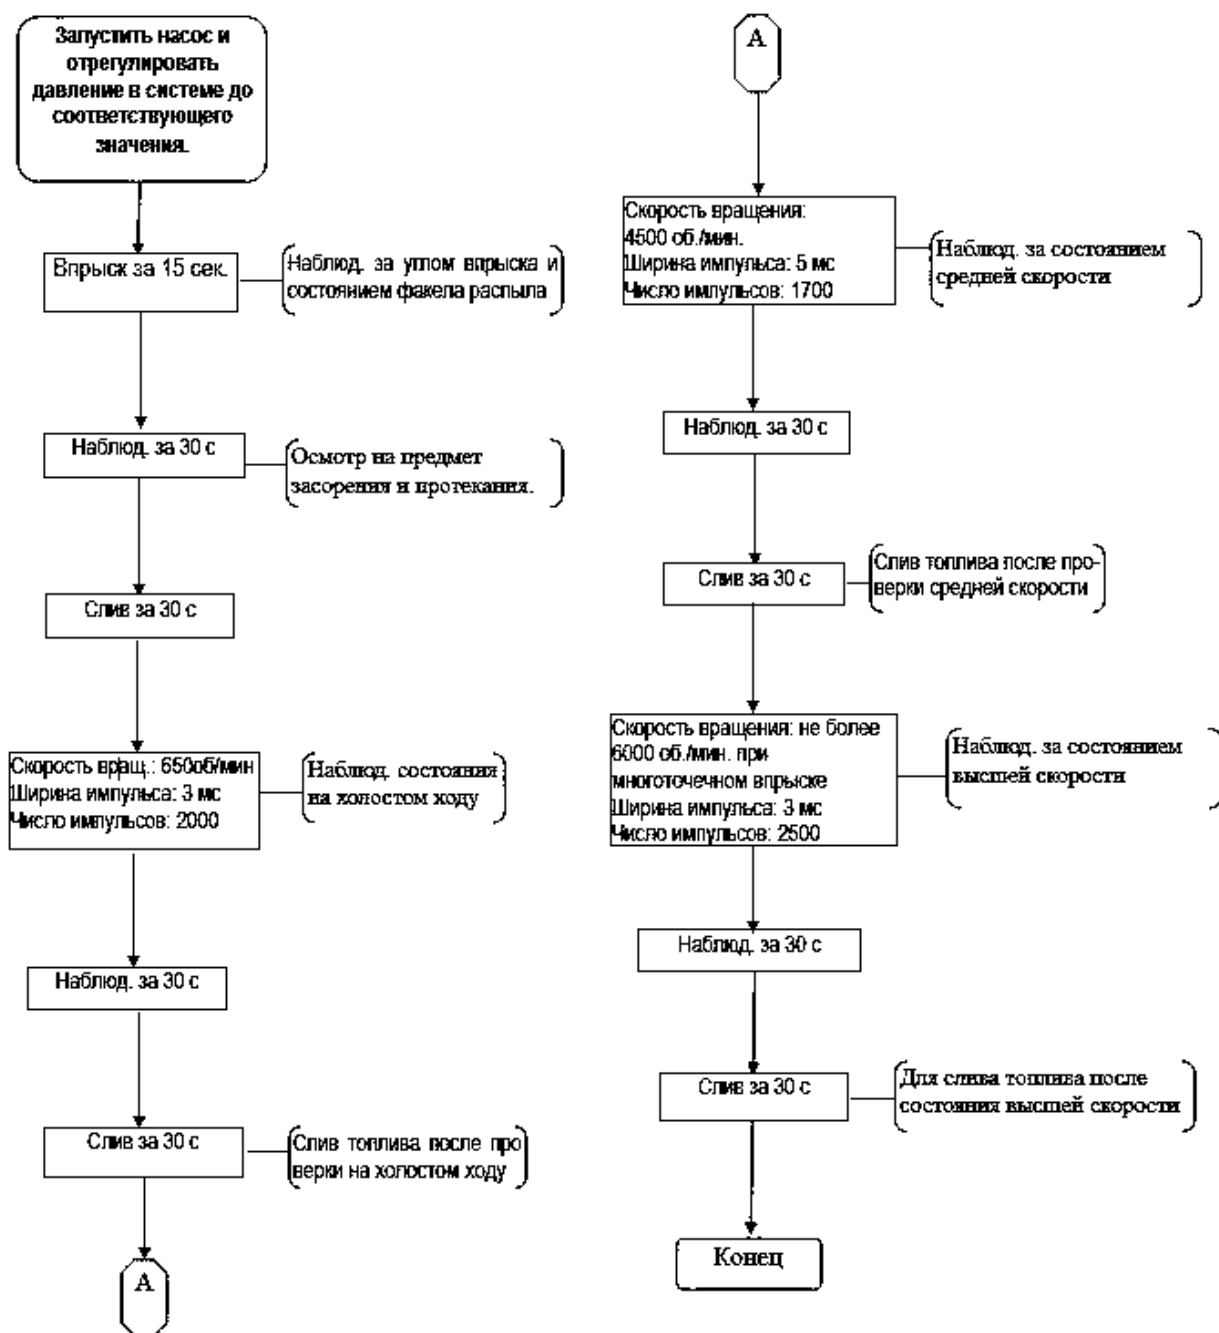 Запустить насос и
отрегулировать
давление в системе до
соответствующего
значения.
Впрыск за 15 сек.
Наблюд. за углом впрыска и
состоянием факела распыла
Наблюд. за 30 с
Осмотр на предмет
засорения и протекания.
Слив за 30 с
Скорость вращ.: 650об/мин
Ширина импульса: 3 мс
Число импульсов: 2000
Наблюд. состояния
на холостом ходу
Наблюд. за 30 с
Слив за 30 с
Слив топлива после про
верки на холостом ходу
А
А
Скорость вращения:
4500 об./мин.
Ширина импульса: 5 мс
Число импульсов: 1700
Наблюд. за состоянием
средней скорости
Наблюд. за 30 с
Слив за 30 с
Слив топлива после про-
верки средней скорости
Скорость вращения: не более
6000 об./мин. при
многоточечном впрыске
Ширина импульса: 3 мс
Число импульсов: 2500
Наблюд. за состоянием
высшей скорости
Наблюд. за 30 с
Слив за 30 с
Для слива топлива после
состояния высшей скорости
Конец